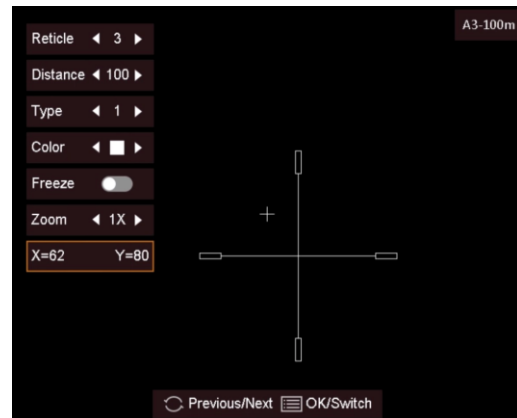 A3-100m
Reticle 3
Distance 100
Type 1
Color
Freeze
Zoom 1X
X=62 Y=80
Previous/Next OK/Switch